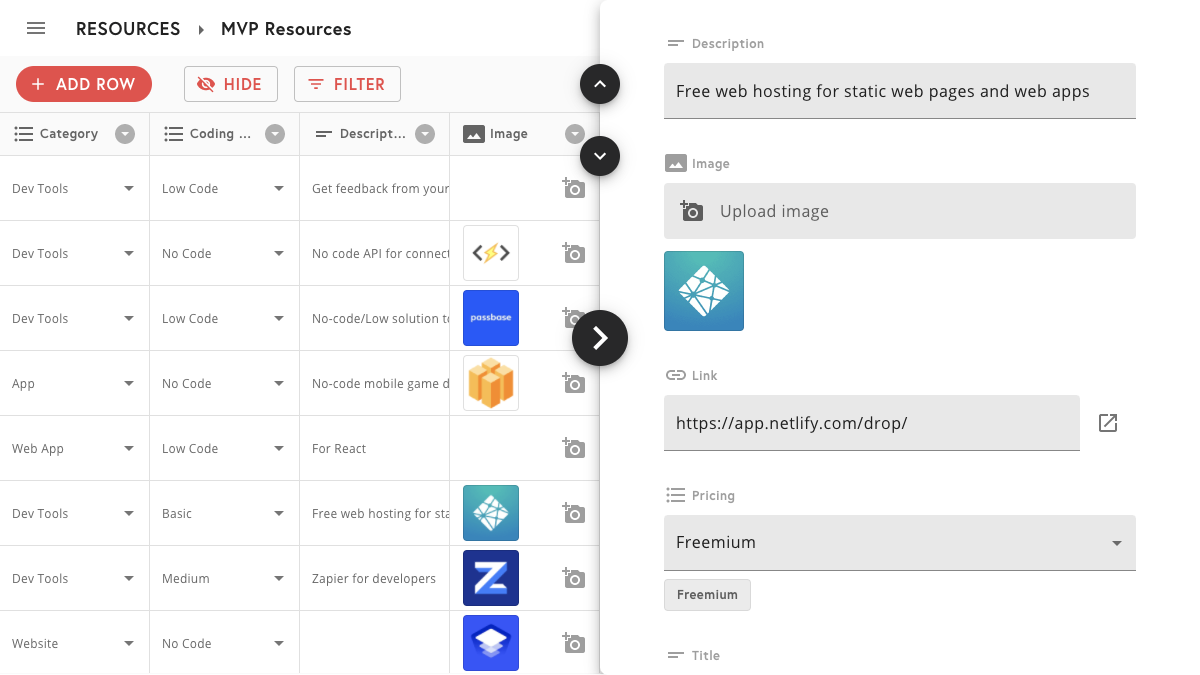 RESOURCES
MVP Resources
ADD ROW
HIDE
FILTER
Category
Coding ...
Descript...
Image
Dev Tools
Low Code
Get feedback from your
Dev Tools
No Code
No code API for connect
Dev Tools
Low Code
No-code/Low solution to
passbase
App
No Code
No-code mobile game d
Web App
Low Code
For React
Dev Tools
Basic
Free web hosting for sta
Dev Tools
Medium
Zapier for developers
Website
No Code
Description
Free web hosting for static web pages and web apps
Image
Upload image
Link
https://app.netlify.com/drop/
Pricing
Freemium
Freemium
Title